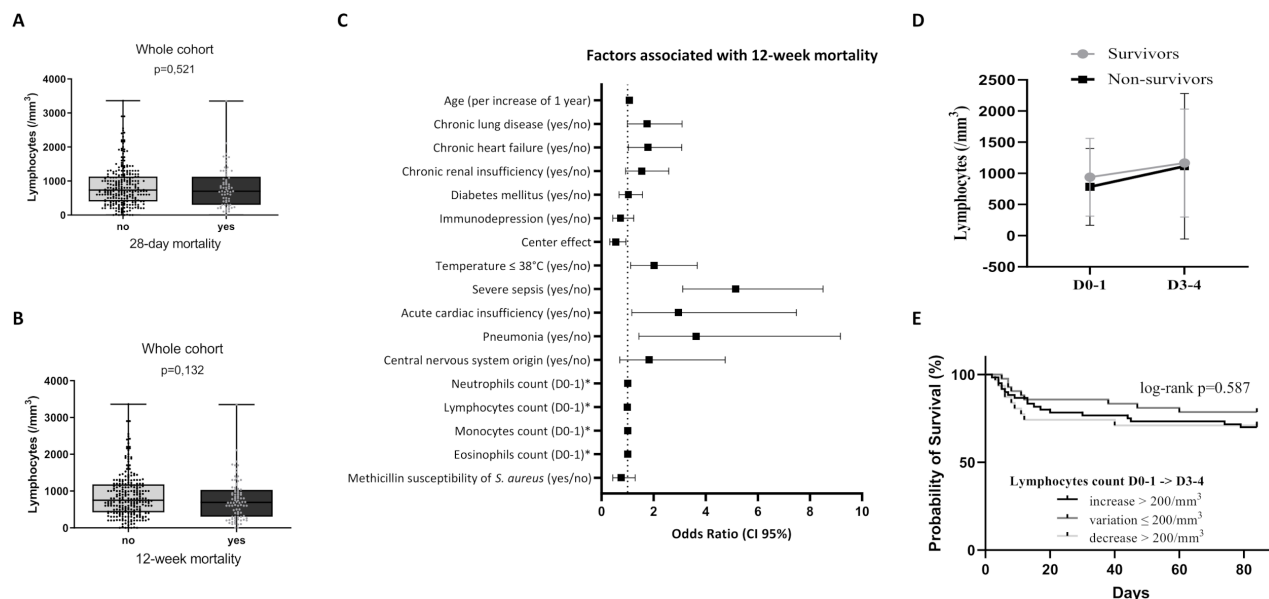 A
Whole cohort
p=0,521
Lymphocytes (/mm³)
4000
3000
2000
1000
0
no
yes
28-day mortality
B
Whole cohort
p=0,132
Lymphocytes (/mm³)
4000
3000
2000
1000
0
no
yes
12-week mortality
C
Factors associated with 12-week mortality
Age (per increase of 1 year)
Chronic lung disease (yes/no)
Chronic heart failure (yes/no)
Chronic renal insufficiency (yes/no)
Diabetes mellitus (yes/no)
Immunodepression (yes/no)
Center effect
Temperature ≤ 38°C (yes/no)
Severe sepsis (yes/no)
Acute cardiac insufficiency (yes/no)
Pneumonia (yes/no)
Central nervous system origin (yes/no)
Neutrophils count (D0-1)*
Lymphocytes count (D0-1)*
Monocytes count (D0-1)*
Eosinophils count (D0-1)*
Methicillin susceptibility of S. aureus (yes/no)
0 2 4 6 8 10
Odds Ratio (CI 95%)
D
Survivors
Non-survivors
Lymphocytes (/mm³)
2500
2000
1500
1000
500
0
-500
D0-1
D3-4
E
Probability of Survival (%)
100
50
0
log-rank p=0.587
Lymphocytes count D0-1 -> D3-4
increase > 200/mm³
variation ≤ 200/mm³
decrease > 200/mm³
0 20 40 60 80
Days